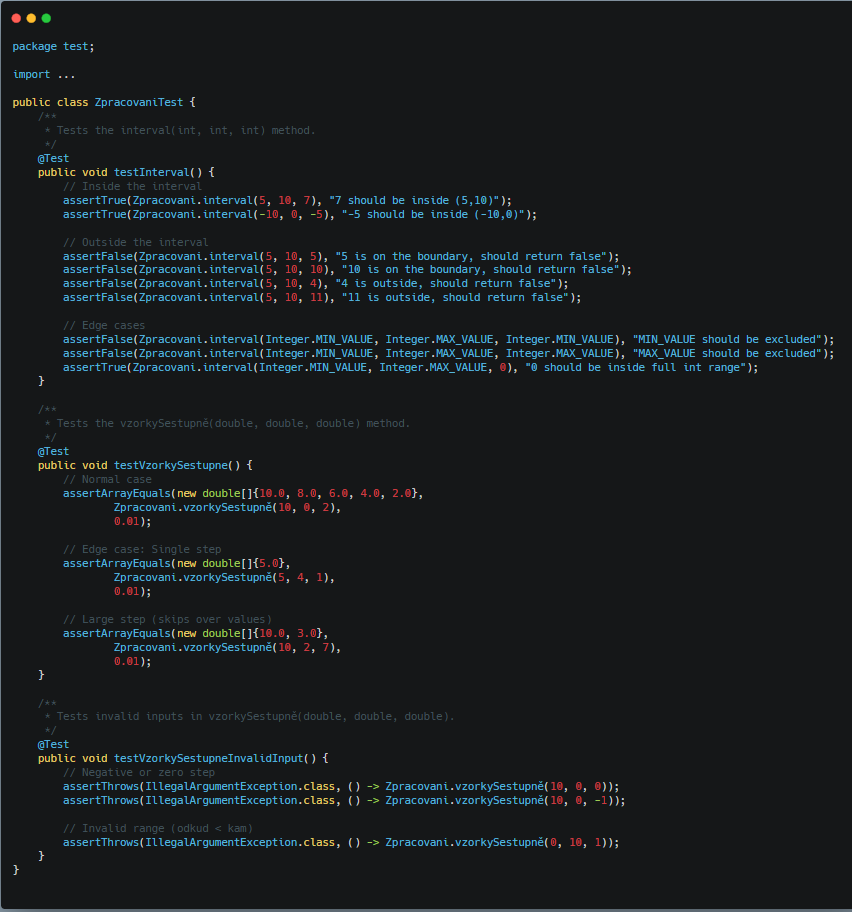 package test;
import ...
public class ZpracovaniTest {
    /**
     * Tests the interval(int, int, int) method.
     */
    @Test
    public void testInterval() {
        // Inside the interval
        assertTrue(Zpracovani.interval(5, 10, 7), "7 should be inside (5,10)");
        assertTrue(Zpracovani.interval(-10, 0, -5), "-5 should be inside (-10,0)");
        // Outside the interval
        assertFalse(Zpracovani.interval(5, 10, 5), "5 is on the boundary, should return false");
        assertFalse(Zpracovani.interval(5, 10, 10), "10 is on the boundary, should return false");
        assertFalse(Zpracovani.interval(5, 10, 4), "4 is outside, should return false");
        assertFalse(Zpracovani.interval(5, 10, 11), "11 is outside, should return false");
        // Edge cases
        assertFalse(Zpracovani.interval(Integer.MIN_VALUE, Integer.MAX_VALUE, Integer.MIN_VALUE), "MIN_VALUE should be excluded");
        assertFalse(Zpracovani.interval(Integer.MIN_VALUE, Integer.MAX_VALUE, Integer.MAX_VALUE), "MAX_VALUE should be excluded");
        assertTrue(Zpracovani.interval(Integer.MIN_VALUE, Integer.MAX_VALUE, 0), "0 should be inside full int range");
    }
    /**
     * Tests the vzorkySestupně(double, double, double) method.
     */
    @Test
    public void testVzorkySestupne() {
        // Normal case
        assertArrayEquals(new double[]{10.0, 8.0, 6.0, 4.0, 2.0},
                Zpracovani.vzorkySestupně(10, 0, 2),
                0.01);
        // Edge case: Single step
        assertArrayEquals(new double[]{5.0},
                Zpracovani.vzorkySestupně(5, 4, 1),
                0.01);
        // Large step (skips over values)
        assertArrayEquals(new double[]{10.0, 3.0},
                Zpracovani.vzorkySestupně(10, 2, 7),
                0.01);
    }
    /**
     * Tests invalid inputs in vzorkySestupně(double, double, double).
     */
    @Test
    public void testVzorkySestupneInvalidInput() {
        // Negative or zero step
        assertThrows(IllegalArgumentException.class, () -> Zpracovani.vzorkySestupně(10, 0, 0));
        assertThrows(IllegalArgumentException.class, () -> Zpracovani.vzorkySestupně(10, 0, -1));
        // Invalid range (odkud < kam)
        assertThrows(IllegalArgumentException.class, () -> Zpracovani.vzorkySestupně(0, 10, 1));
    }
}